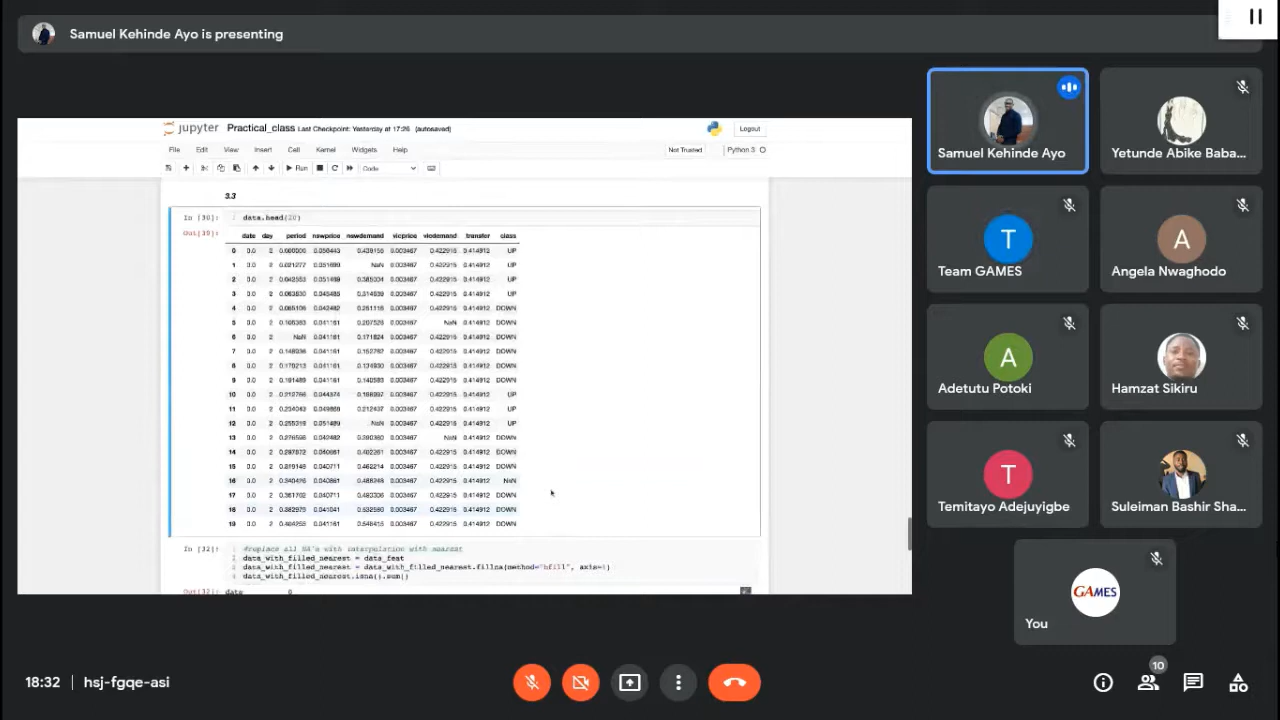 Samuel Kehinde Ayo is presenting
jupyter Practical_class Last Checkpoint: Yesterday at 17:26 (autosaved)
Logout
File Edit View Insert Cell Kernel Widgets Help
Not Trusted
Python 3
Run
Code
3.3
In [30]: data.head(20)
date day period nswprice nswdemand vicprice vicdemand transfer class
0 0.0 2 0.000000 0.056443 0.439155 0.003467 0.422915 0.414912 UP
1 0.0 2 0.021277 0.051699 NaN 0.003467 0.422915 0.414912 UP
2 0.0 2 0.042553 0.051489 0.385004 0.003467 0.422915 0.414912 UP
3 0.0 2 0.063830 0.045485 0.314639 0.003467 0.422915 0.414912 UP
4 0.0 2 0.085106 0.042482 0.251116 0.003467 0.422915 0.414912 DOWN
5 0.0 2 0.106383 0.041161 0.207528 0.003467 NaN 0.414912 DOWN
6 0.0 2 NaN 0.041161 0.171824 0.003467 0.422915 0.414912 DOWN
7 0.0 2 0.148936 0.041161 0.152782 0.003467 0.422915 0.414912 DOWN
8 0.0 2 0.170213 0.041161 0.134930 0.003467 0.422915 0.414912 DOWN
9 0.0 2 0.191489 0.041161 0.140583 0.003467 0.422915 0.414912 DOWN
10 0.0 2 0.212766 0.044374 0.168997 0.003467 0.422915 0.414912 UP
11 0.0 2 0.234043 0.049868 0.212437 0.003467 0.422915 0.414912 UP
12 0.0 2 0.255319 0.051489 NaN 0.003467 0.422915 0.414912 UP
13 0.0 2 0.276596 0.042482 0.003467 NaN 0.414912 DOWN
14 0.0 2 0.297872 0.040861 0.402261 0.003467 0.422915 0.414912 DOWN
15 0.0 2 0.319149 0.040711 0.462214 0.003467 0.422915 0.414912 DOWN
16 0.0 2 0.340426 0.040861 0.488248 0.003467 0.422915 0.414912 NaN
17 0.0 2 0.361702 0.040711 0.003467 0.422915 0.414912 DOWN
18 0.0 2 0.382979 0.041041 0.532560 0.003467 0.422915 0.414912 DOWN
19 0.0 2 0.404255 0.041161 0.546415 0.003467 0.422915 0.414912 DOWN
In [32]: 1 #replace all NA's with interpolation with nearest
2 data_with_filled_nearest = data_feat
3 data_with_filled_nearest = data_with_filled_nearest.fillna(method="bfill", axis=1)
4 data_with_filled_nearest.isna().sum()
date 0
Samuel Kehinde Ayo
Yetunde Abike Baba...
T
Team GAMES
A
Angela Nwaghodo
A
Adetutu Potoki
Hamzat Sikiru
T
Temitayo Adejuyigbe
Suleiman Bashir Sha...
GAMES
You
18:32 | hsj-fgqe-asi
10